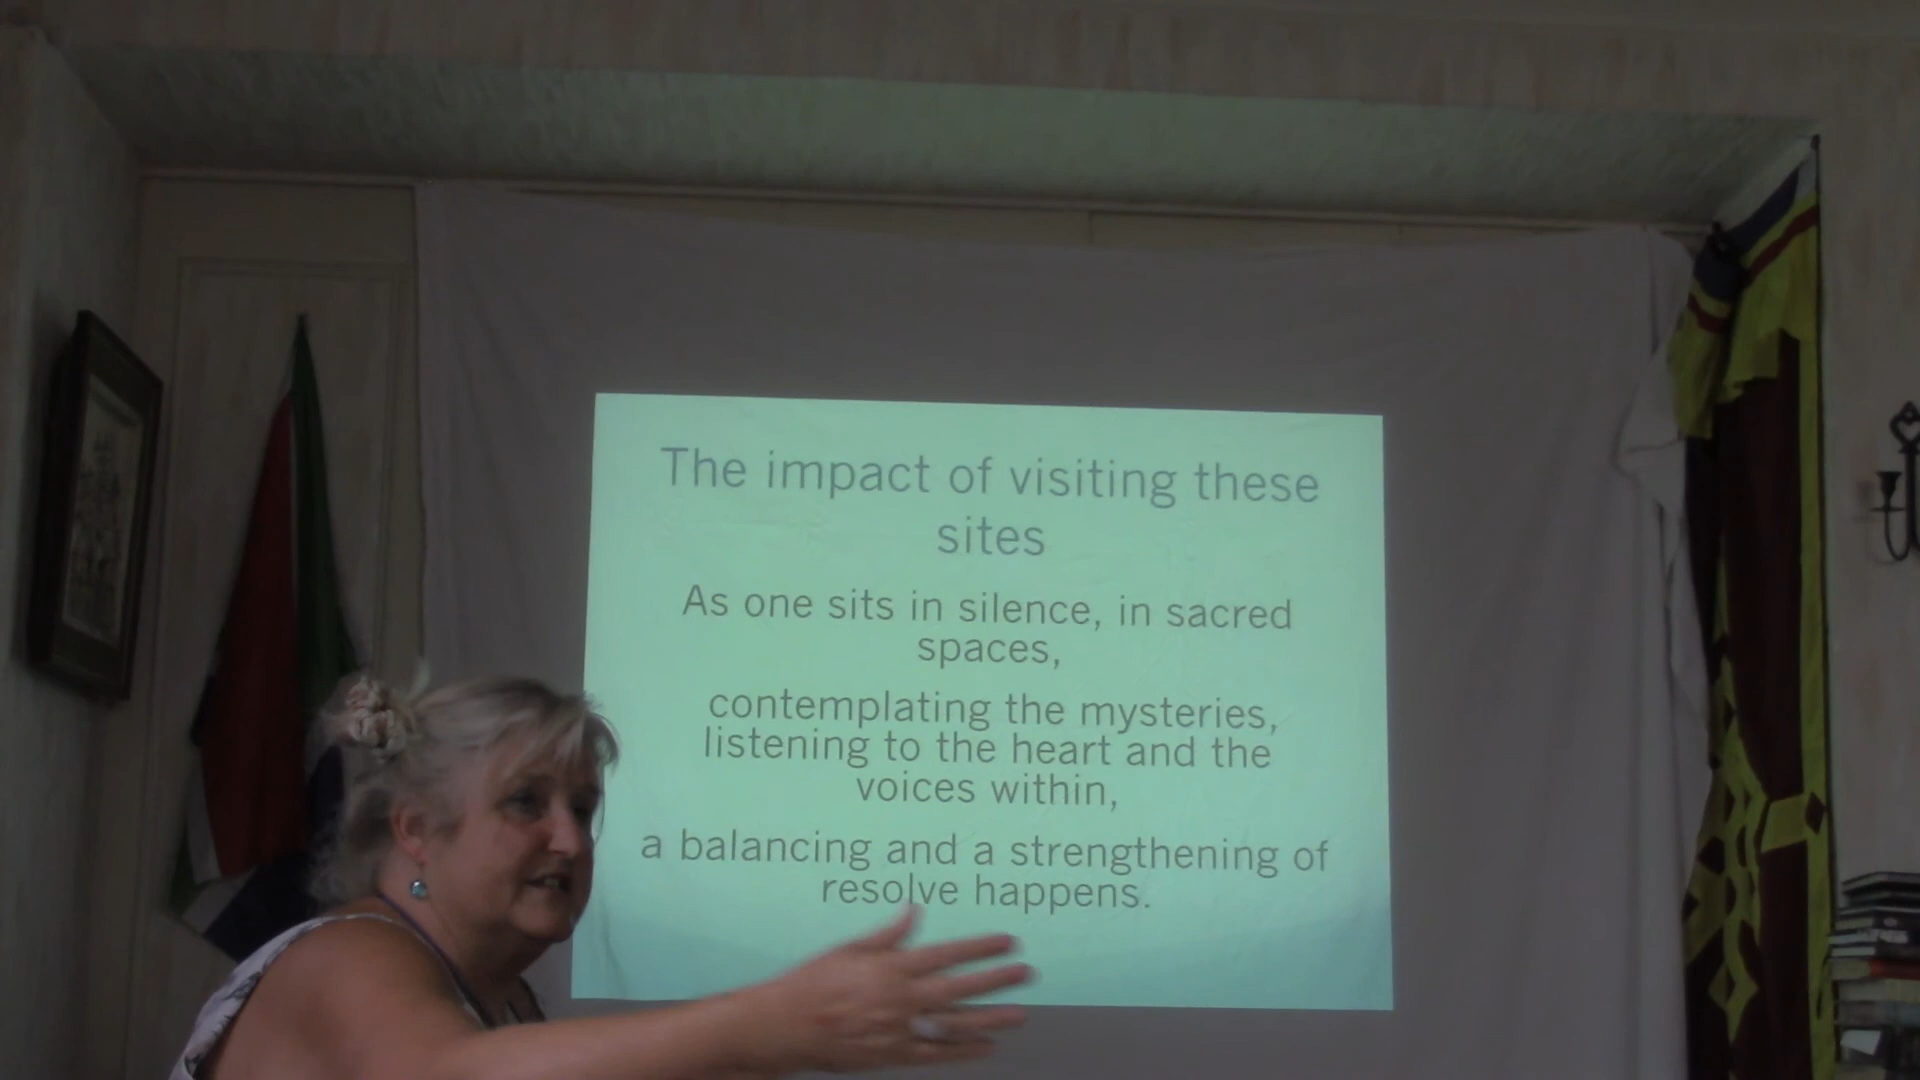 The impact of visiting these
sites
As one sits in silence, in sacred
spaces,
contemplating the mysteries,
listening to the heart and the
voices within,
a balancing and a strengthening of
resolve happens.